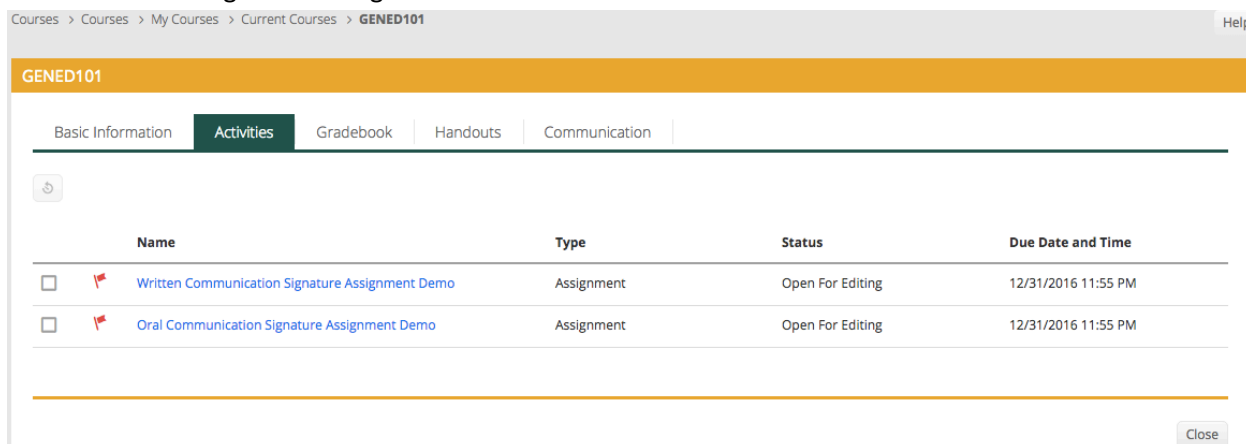 Courses > Courses > My Courses > Current Courses > GENED101
Help
GENED101
Basic Information Activities Gradebook Handouts Communication
Name Type Status Due Date and Time
Written Communication Signature Assignment Demo Assignment Open For Editing 12/31/2016 11:55 PM
Oral Communication Signature Assignment Demo Assignment Open For Editing 12/31/2016 11:55 PM
Close